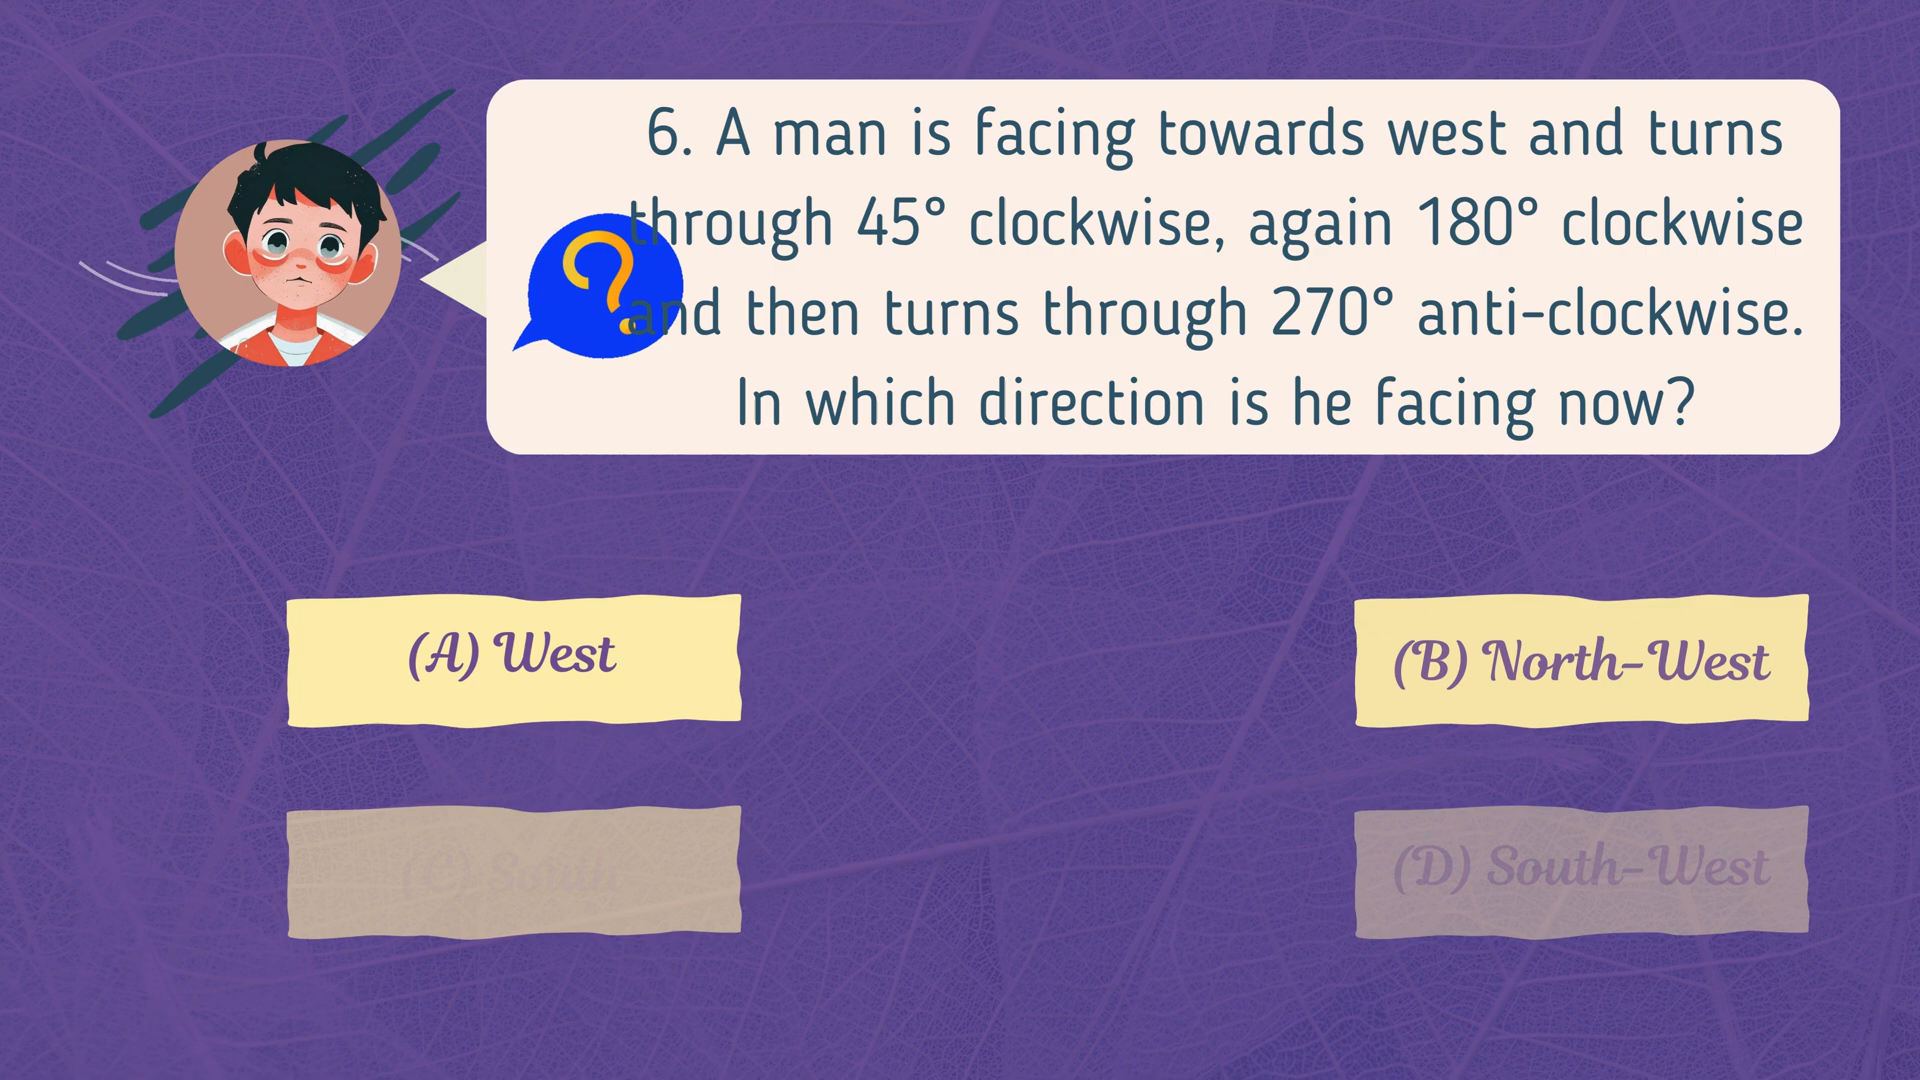 6. A man is facing towards west and turns
through 45° clockwise, again 180° clockwise
and then turns through 270° anti-clockwise.
In which direction is he facing now?
(A) West
(B) North-West
(C) South
(D) South-West